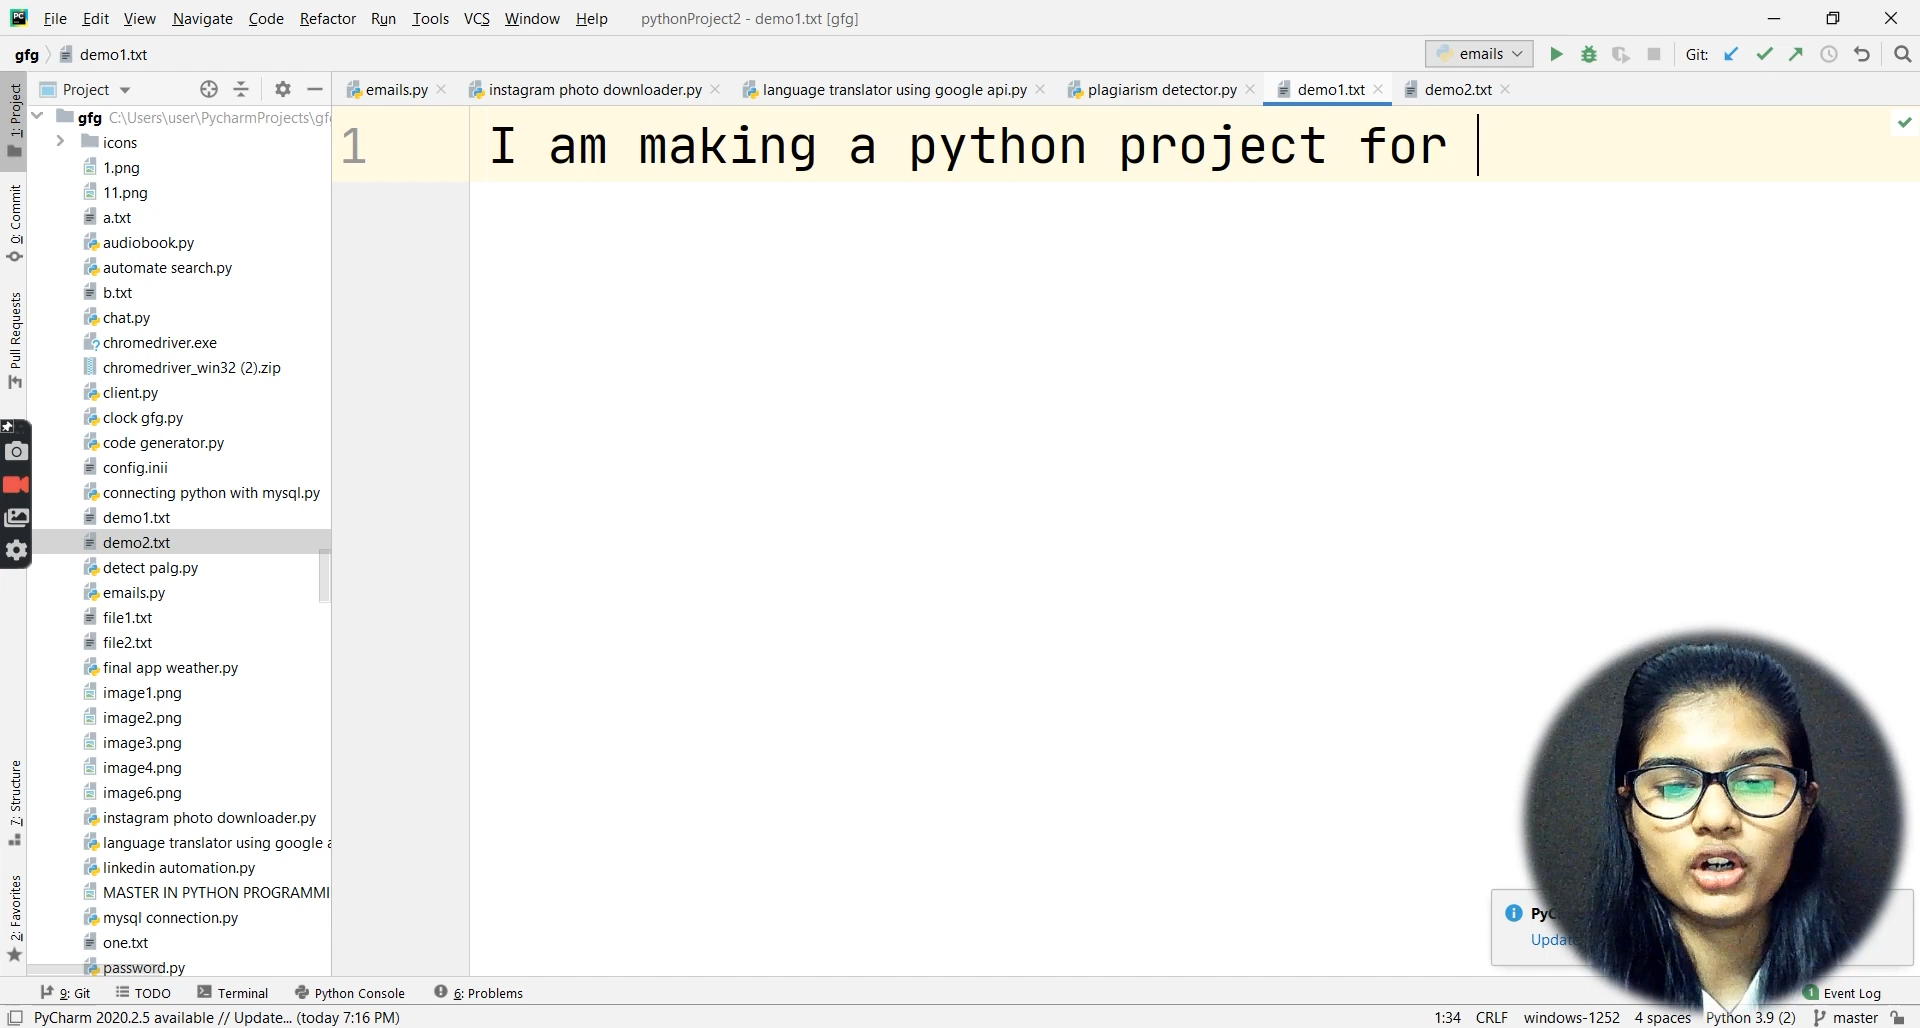 PC File Edit View Navigate Code Refactor Run Tools VCS Window Help pythonProject2 - demo1.txt [gfg]
gfg demo1.txt emails Git:
Project
emails.py instagram photo downloader.py language translator using google api.py plagiarism detector.py demo1.txt demo2.txt
1: Project
0: Commit
Pull Requests
7: Structure
2: Favorites
gfg C:\Users\user\PycharmProjects\gf
icons
1.png
11.png
a.txt
audiobook.py
automate search.py
b.txt
chat.py
chromedriver.exe
chromedriver_win32 (2).zip
client.py
clock gfg.py
code generator.py
config.inii
connecting python with mysql.py
demo1.txt
demo2.txt
detect palg.py
emails.py
file1.txt
file2.txt
final app weather.py
image1.png
image2.png
image3.png
image4.png
image6.png
instagram photo downloader.py
language translator using google a
linkedin automation.py
MASTER IN PYTHON PROGRAMMI
mysql connection.py
one.txt
password.py
1 I am making a python project for
PyC
Update
9: Git TODO Terminal Python Console 6: Problems 1 Event Log
PyCharm 2020.2.5 available // Update... (today 7:16 PM) 1:34 CRLF windows-1252 4 spaces Python 3.9 (2) master